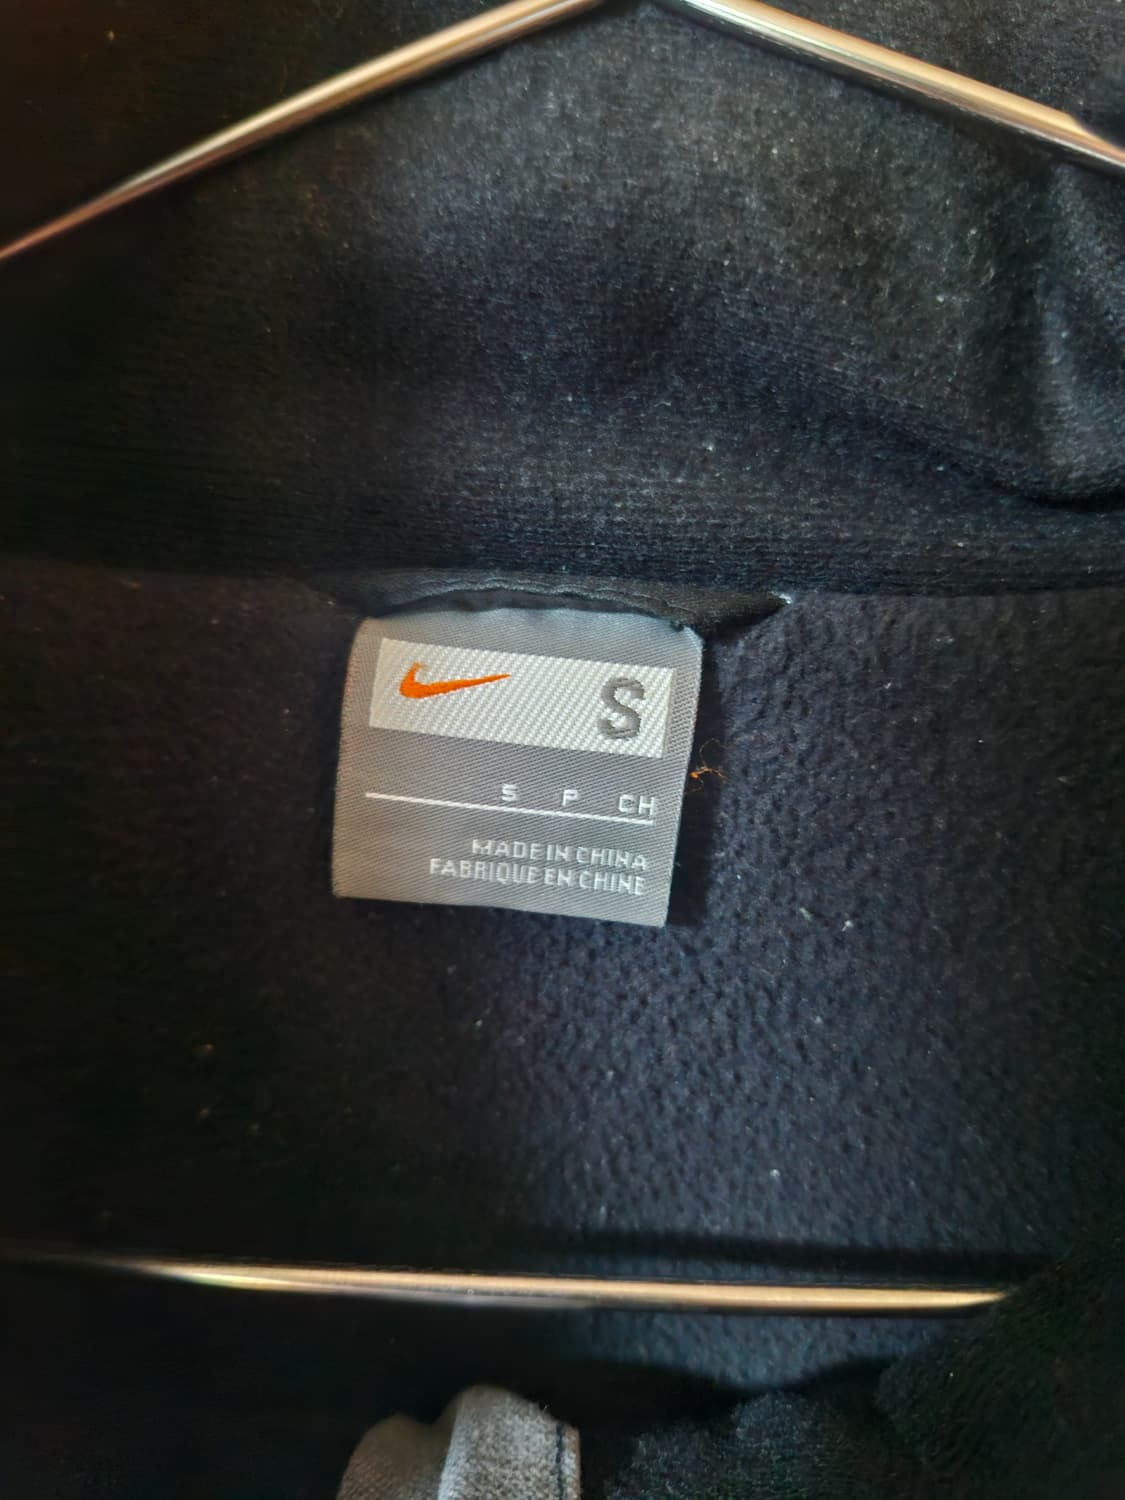 S
S P CH
MADE IN CHINA
FABRIQUE EN CHINE